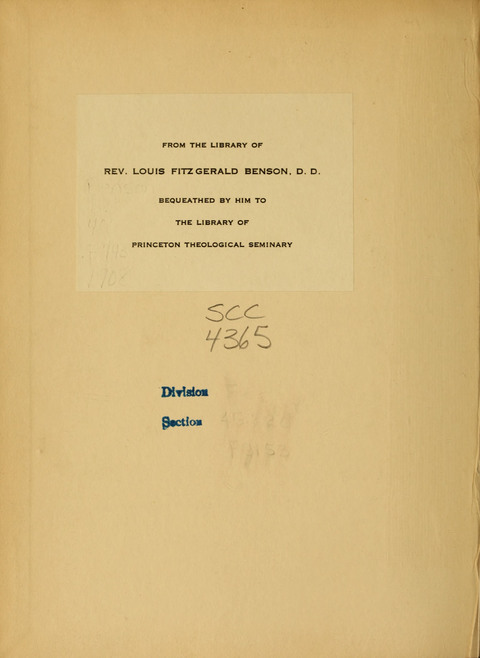 FROM THE LIBRARY OF
REV. LOUIS FITZGERALD BENSON, D. D.
BEQUEATHED BY HIM TO
THE LIBRARY OF
PRINCETON THEOLOGICAL SEMINARY
SCC
4365
Division
Section